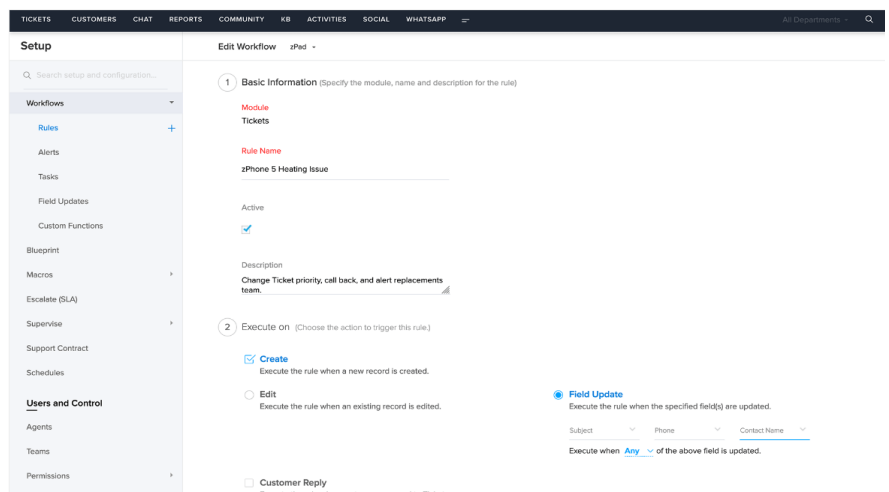 TICKETS CUSTOMERS CHAT REPORTS COMMUNITY KB ACTIVITIES SOCIAL WHATSAPP All Departments
Setup
Edit Workflow zPad
Search setup and configuration...
1 Basic Information (Specify the module, name and description for the rule)
Workflows
Module
Tickets
Rules +
Alerts
Rule Name
Tasks
zPhone 5 Heating Issue
Field Updates
Active
Custom Functions
Blueprint
Description
Macros
Change Ticket priority, call back, and alert replacements
team.
Escalate (SLA)
Supervise
2 Execute on (Choose the action to trigger this rule.)
Support Contract
Create
Execute the rule when a new record is created.
Schedules
Edit
Execute the rule when an existing record is edited.
Field Update
Execute the rule when the specified field(s) are updated.
Users and Control
Agents
Subject Phone Contact Name
Teams
Execute when Any of the above field is updated.
Permissions
Customer Reply